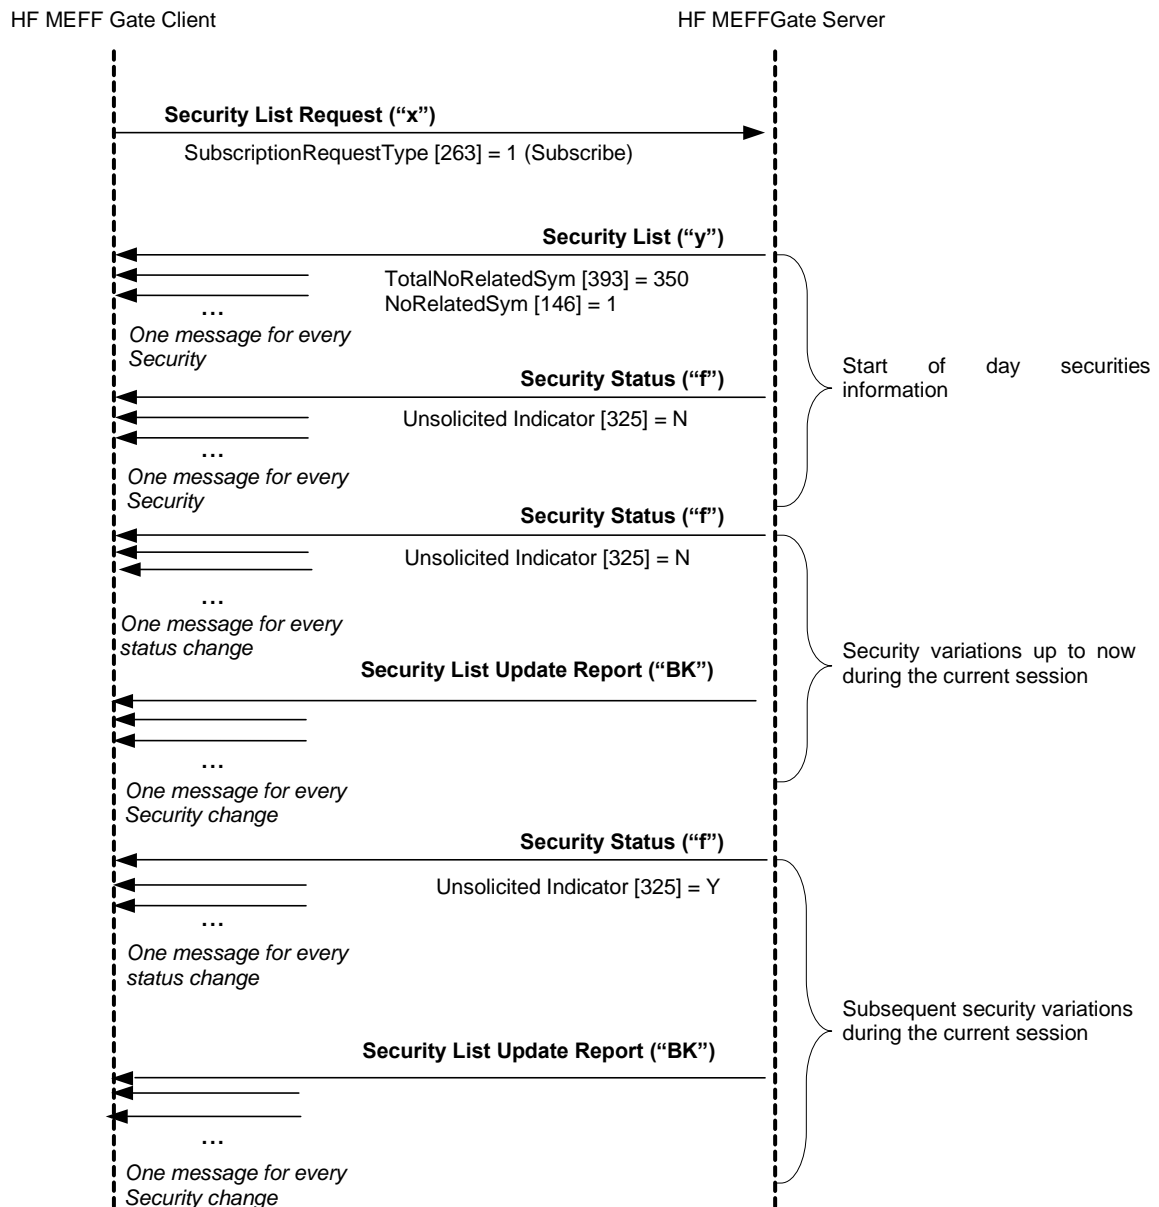 HF MEFF Gate Client
HF MEFFGate Server
Security List Request (“x”)
SubscriptionRequestType [263] = 1 (Subscribe)
Security List (“y”)
TotalNoRelatedSym [393] = 350
NoRelatedSym [146] = 1
...
One message for every
Security
Start of day securities
information
Security Status (“f”)
Unsolicited Indicator [325] = N
...
One message for every
Security
Security Status (“f”)
Unsolicited Indicator [325] = N
...
One message for every
status change
Security variations up to now
during the current session
Security List Update Report (“BK”)
...
One message for every
Security change
Security Status (“f”)
Unsolicited Indicator [325] = Y
...
One message for every
status change
Subsequent security variations
during the current session
Security List Update Report (“BK”)
...
One message for every
Security change